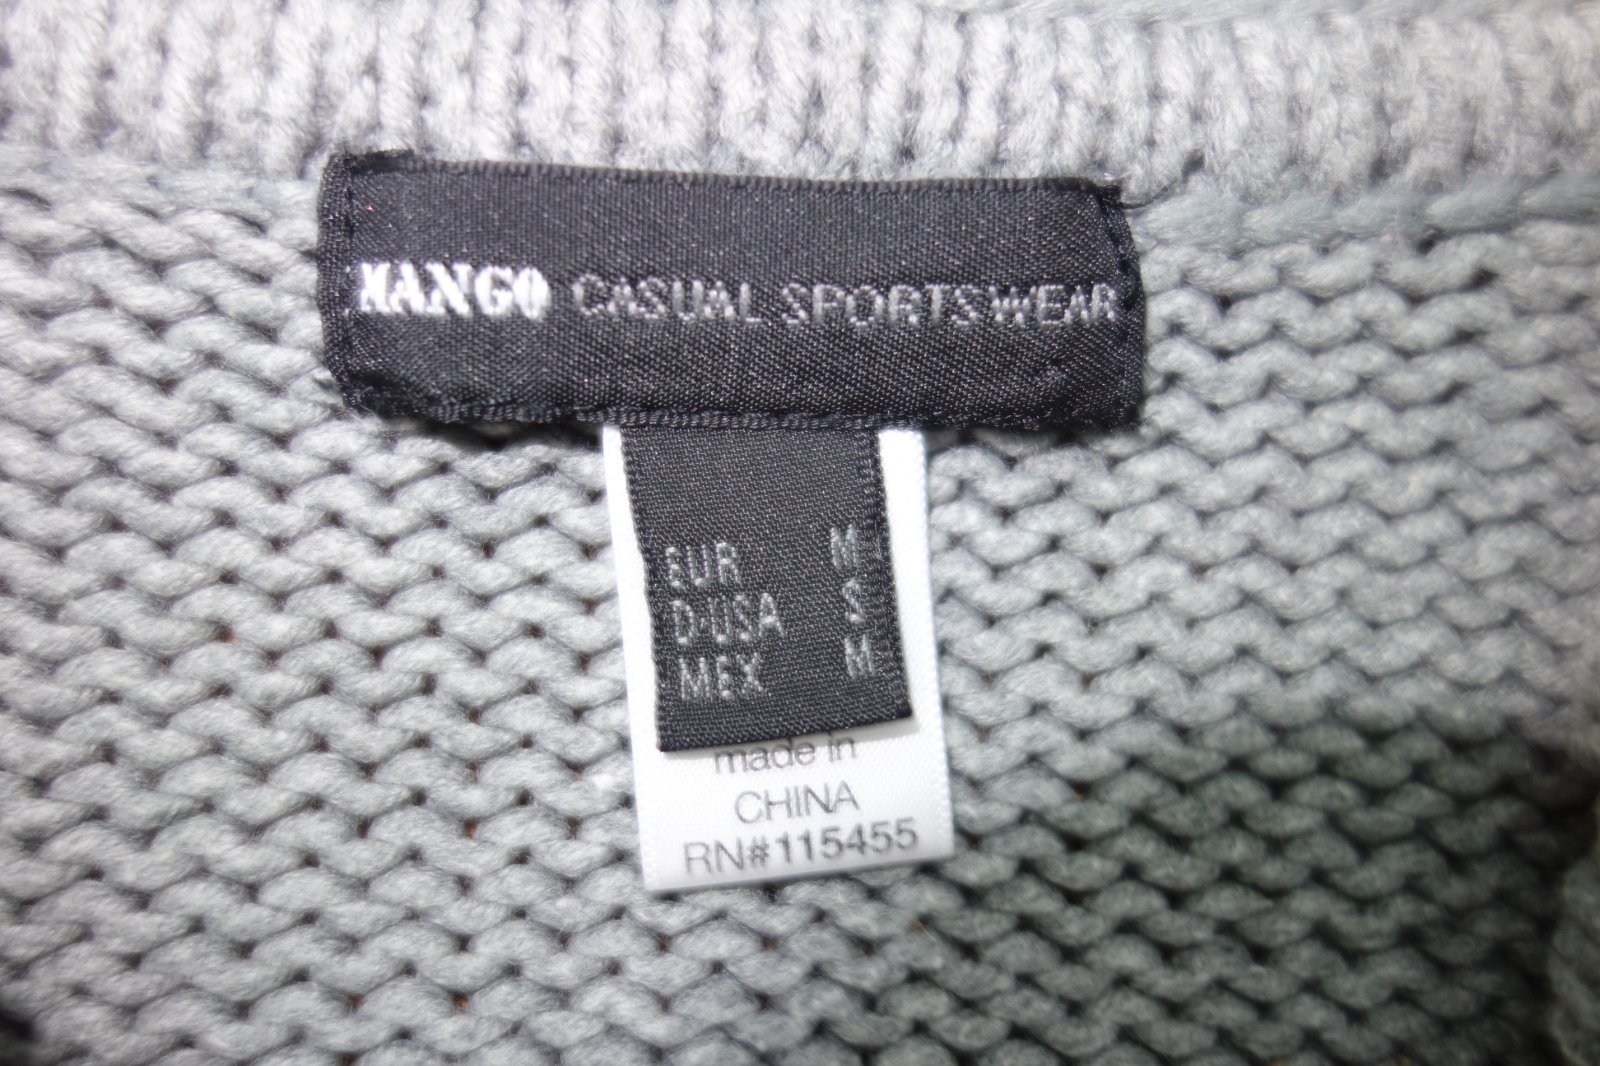 MANGO CASUAL SPORTSWEAR
EUR M
D-USA S
MEX M
made in
CHINA
RN#115455